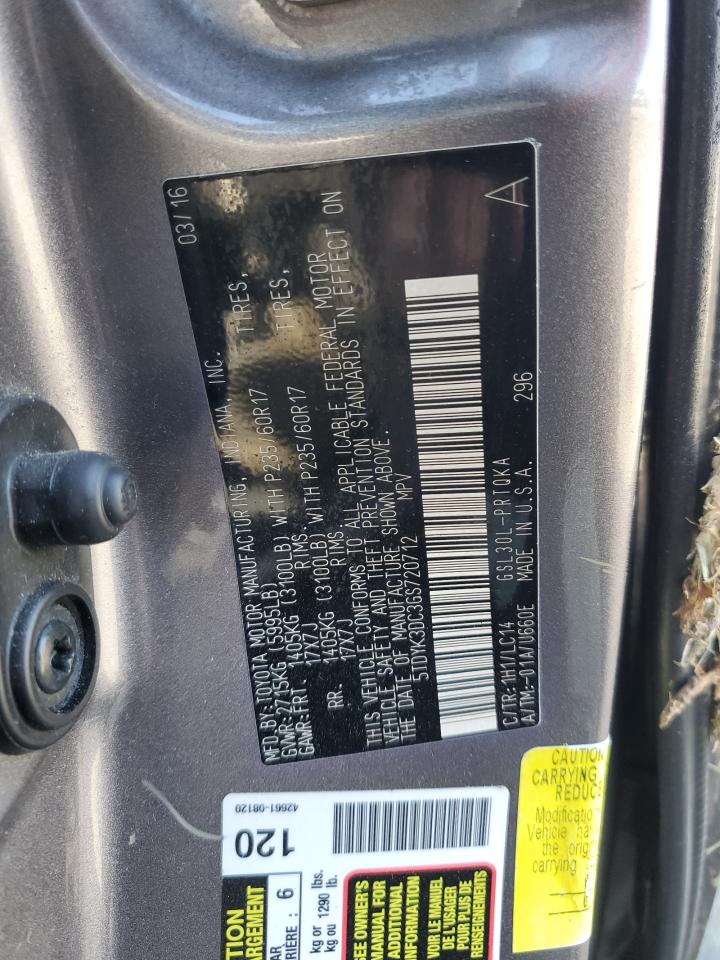 MFD.BY:TOYOTA MOTOR MANUFACTURING, INDIANA, INC. 03/16
GVWR:2715KG (5995LB)
GAWR:FRT 1405KG (3100LB) WITH P235/60R17 TIRES,
17X7J RIMS.
RR 1405KG (3100LB) WITH P235/60R17 TIRES,
17X7J RIMS
THIS VEHICLE CONFORMS TO ALL APPLICABLE FEDERAL MOTOR
VEHICLE SAFETY AND THEFT PREVENTION STANDARDS IN EFFECT ON
THE DATE OF MANUFACTURE SHOWN ABOVE.
5TDYK3DC3GS720712 MPV
C/TR:1H1/LC14 GSL30L-PRTQKA
A/TM:-01A/U660E MADE IN U.S.A. 296 A
120
42661-08120
6
kg or 1290 lbs.
kg ou lb.
SEE OWNER'S
MANUAL FOR
ADDITIONAL
INFORMATION
VOIR LE MANUEL
DE L'USAGER
POUR PLUS DE
RENSEIGNEMENTS
CAUTION
CARRYING
REDUCE
Modification
Vehicle
the
carrying